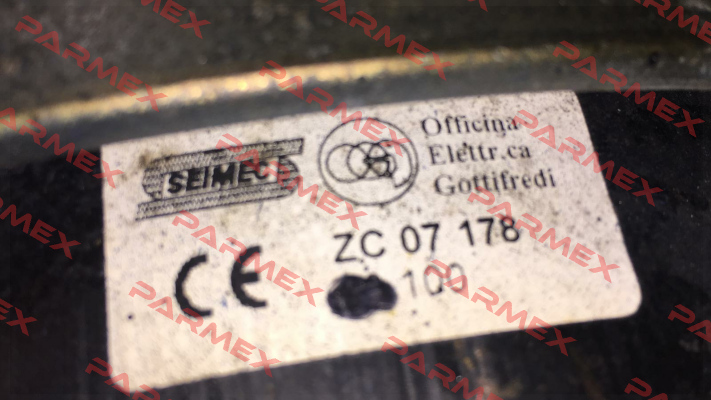 SEIMEC
Officina
Elettr.ca
Gottifredi
ZC 07 178
100
CE
PARMEX